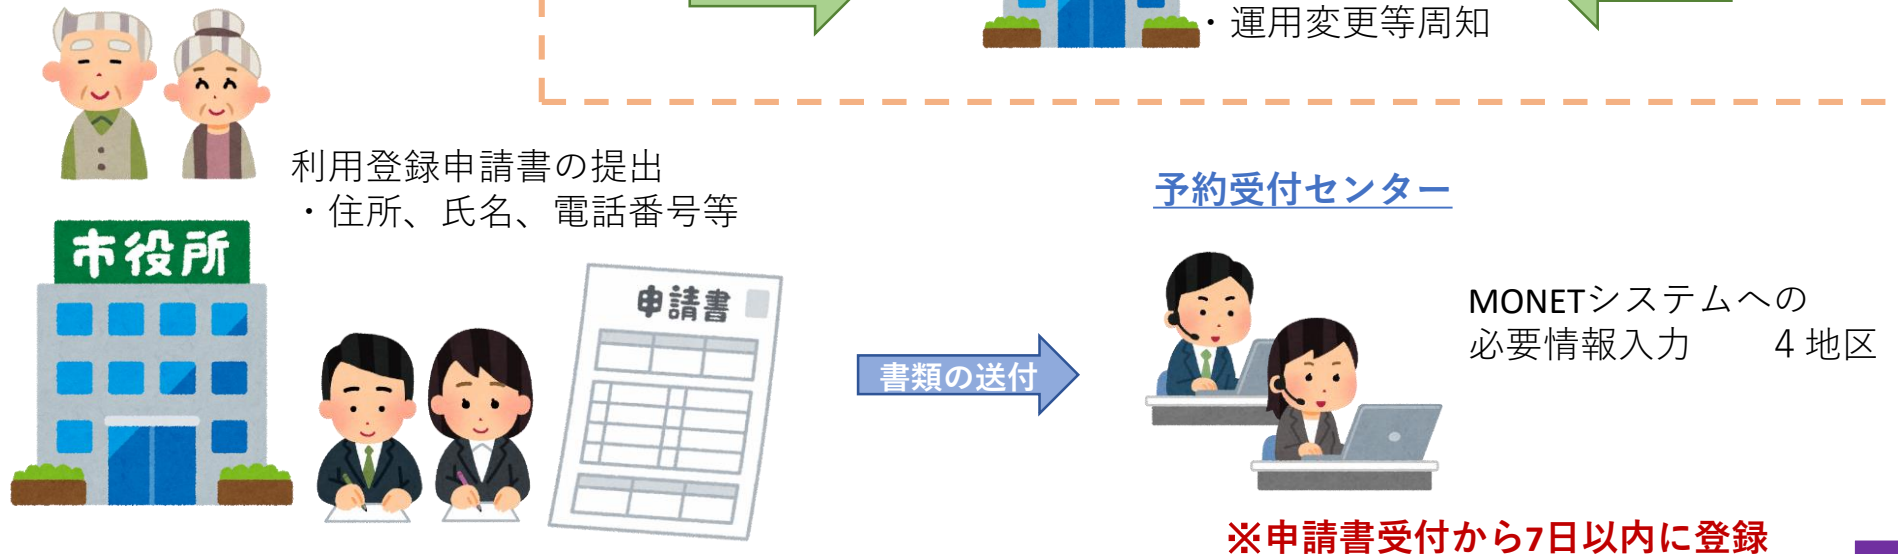 ・運用変更等周知
利用登録申請書の提出
・住所、氏名、電話番号等
市役所
申請書
書類の送付
予約受付センター
MONETシステムへの
必要情報入力　　４地区
※申請書受付から7日以内に登録